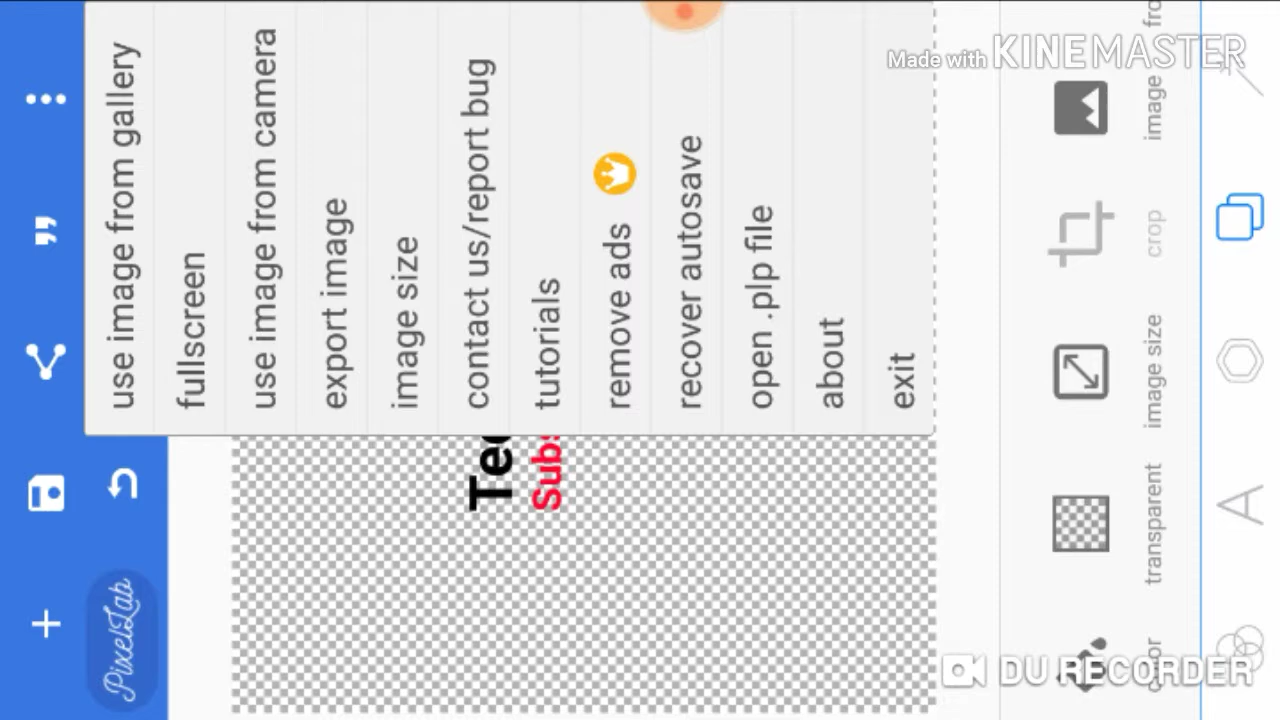 Made with KINEMASTER
PixelLab
use image from gallery
fullscreen
use image from camera
export image
image size
contact us/report bug
tutorials
remove ads
recover autosave
open .plp file
about
exit
Tec
Subs
transparent
image size
crop
image
DU RECORDER